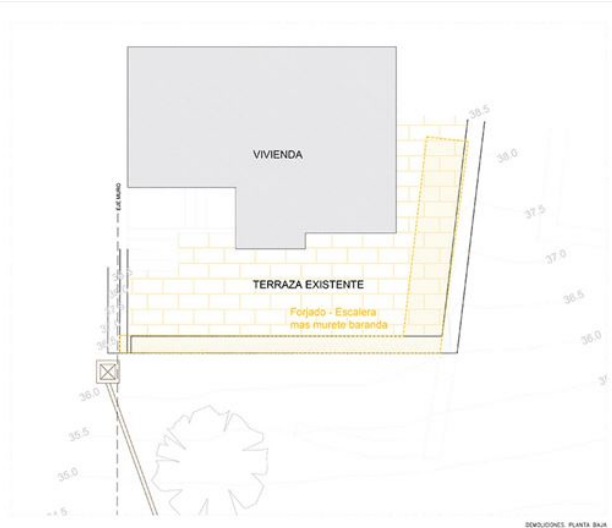 38.5
VIVIENDA
38.0
EJE MURO
37.5
37.0
TERRAZA EXISTENTE
36.5
Forjado - Escalera
mas murete baranda
36.0
36.0
35.5
35.0
DEMOLICIONES. PLANTA BAJA